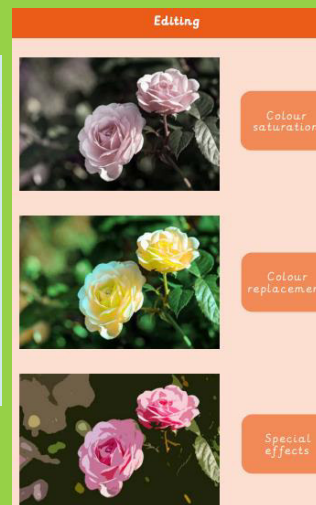 Editing
Colour
saturation
Colour
replacemen
Special
effects